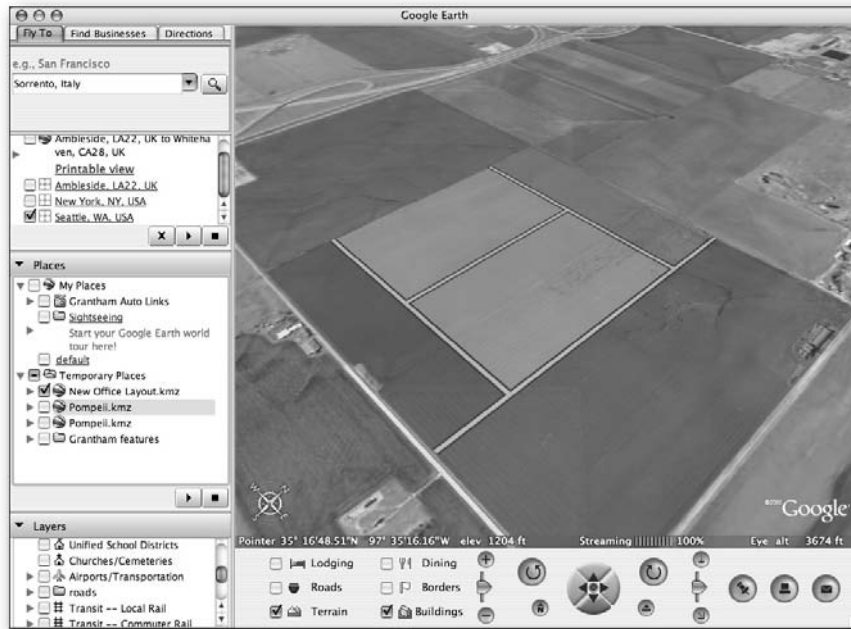 Google Earth
Fly To Find Businesses Directions
e.g., San Francisco
Sorrento, Italy
Ambleside, LA22, UK to Whiteha
ven, CA28, UK
Printable view
Ambleside, LA22, UK
New York, NY, USA
Seattle, WA, USA
Places
My Places
Grantham Auto Links
Sightseeing
Start your Google Earth world
tour here!
default
Temporary Places
New Office Layout.kmz
Pompeii.kmz
Pompeii.kmz
Grantham features
Layers
Unified School Districts
Churches/Cemeteries
Airports/Transportation
roads
Transit -- Local Rail
Transit -- Commuter Rail
N
Google
Pointer 35° 16'48.51"N 97° 35'16.16"W elev 1204 ft Streaming |||||||||| 100% Eye alt 3674 ft
Lodging Dining
Roads Borders
Terrain Buildings
N